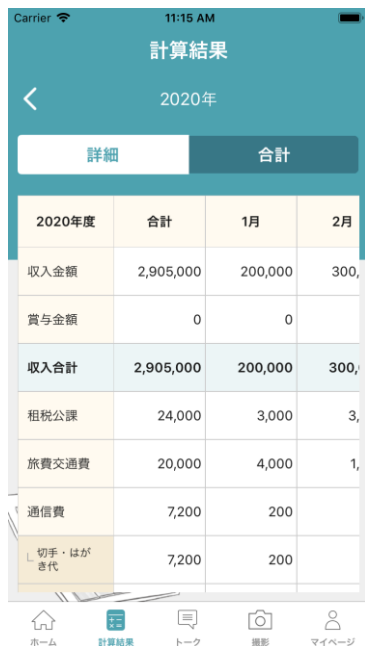 Carrier 11:15 AM
計算結果
2020年
詳細 合計
2020年度 合計 1月 2月
収入金額 2,905,000 200,000 300,
賞与金額 0 0
収入合計 2,905,000 200,000 300,
租税公課 24,000 3,000 3,
旅費交通費 20,000 4,000 1,
通信費 7,200 200
切手・はが
き代 7,200 200
ホーム 計算結果 トーク 撮影 マイページ